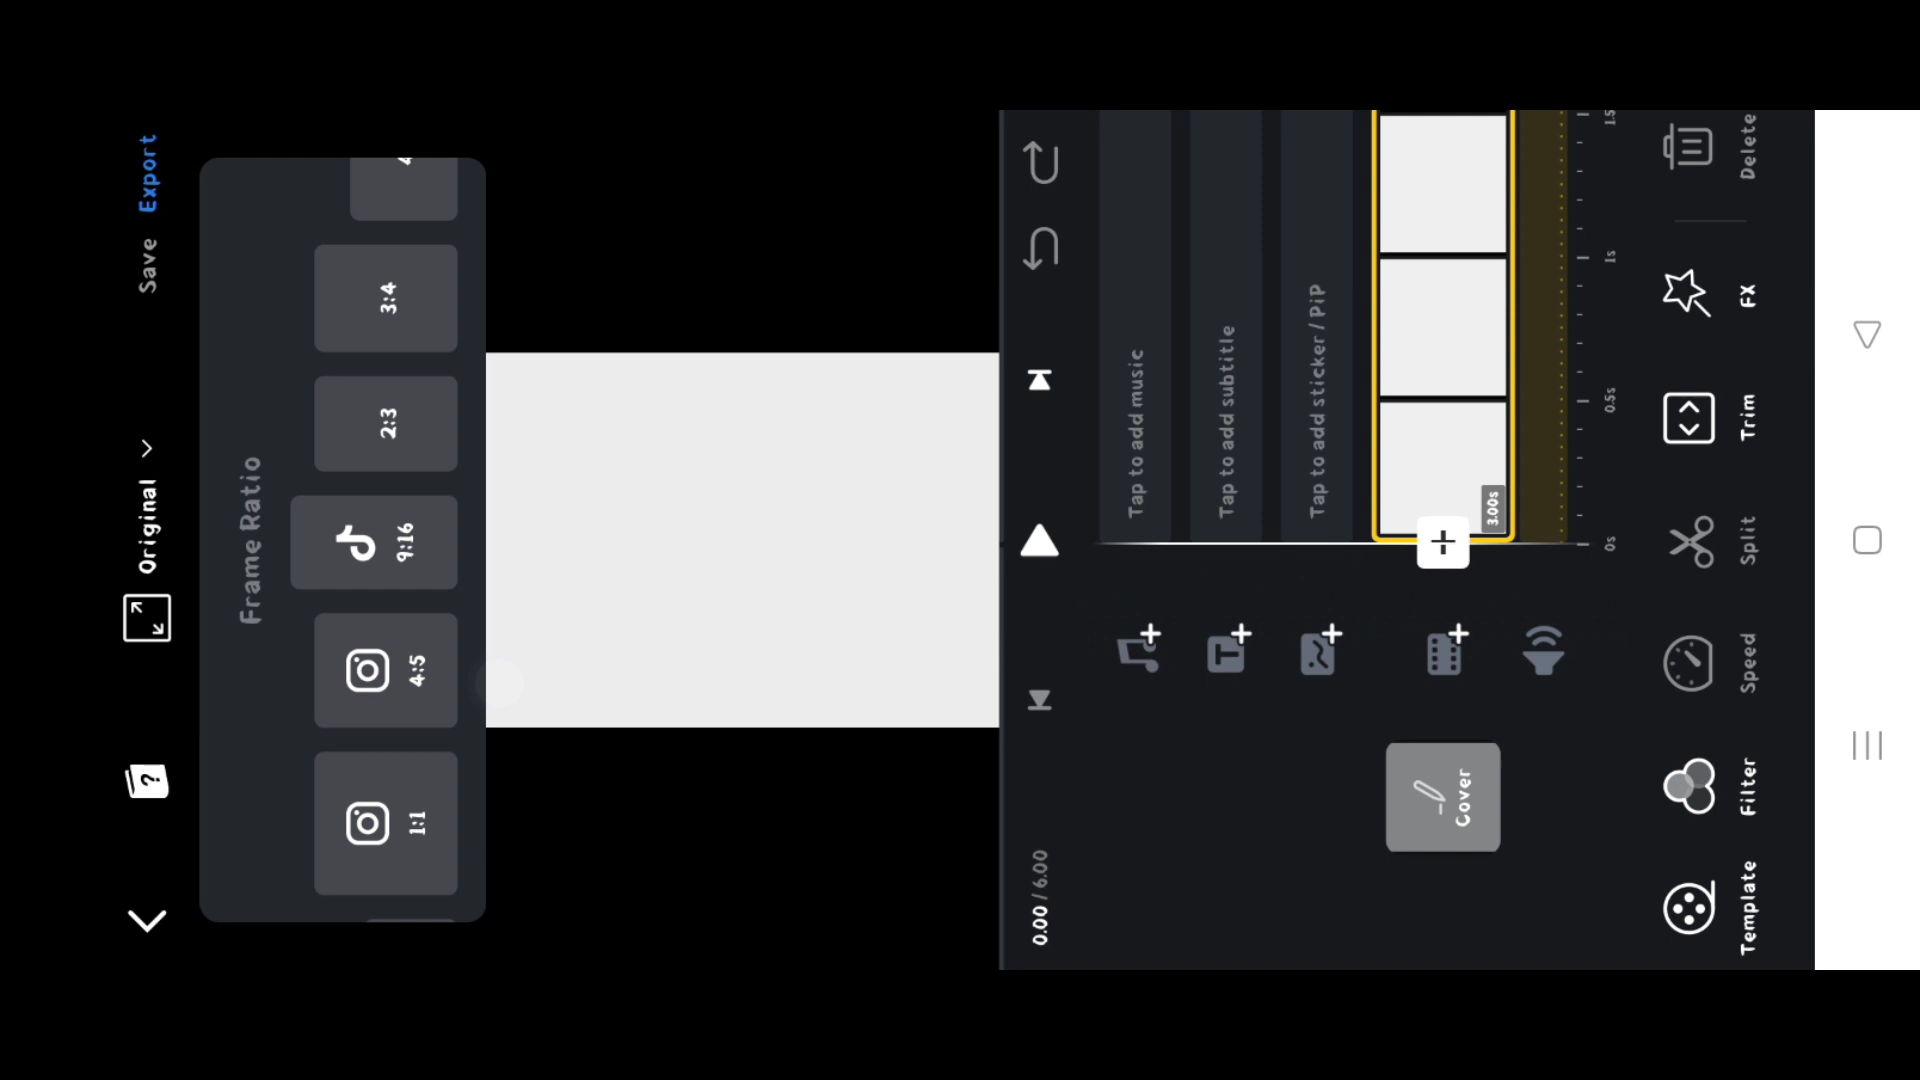 Original
Save
Export
Frame Ratio
1:1
4:5
9:16
2:3
3:4
4
0.00 / 6.00
Tap to add music
Tap to add subtitle
Tap to add sticker / PiP
Cover
3.00s
0s
0.5s
1s
1.5
Template
Filter
Speed
Split
Trim
FX
Delete